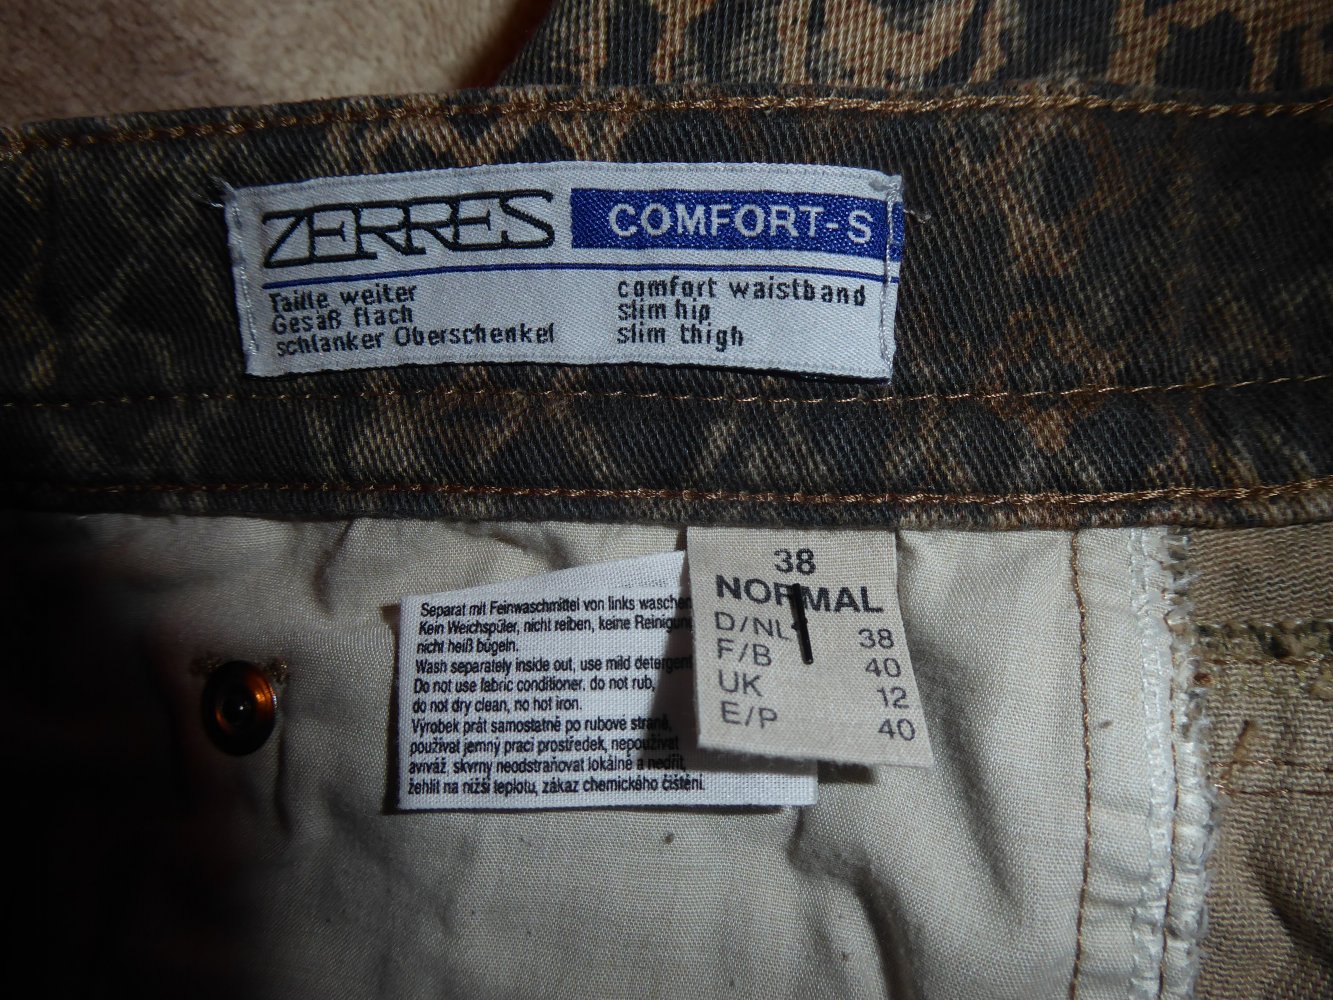 ZERRES COMFORT-S
Taille weiter
Gesäß flach
schlanker Oberschenkel
comfort waistband
slim hip
slim thigh
Separat mit Feinwaschmittel von links waschen
Kein Weichspüler, nicht reiben, keine Reinigung
nicht heiß bügeln.
Wash separately inside out, use mild detergent
Do not use fabric conditioner, do not rub,
do not dry clean, no hot iron.
Výrobek prát samostatně po rubové straně,
používat jemný prací prostředek, nepoužívat
aviváž, skvrny neodstraňovat lokálně a nedřít,
žehlit na nižší teplotu, zákaz chemického čištění.
38
NORMAL
D/NL 38
F/B 40
UK 12
E/P 40